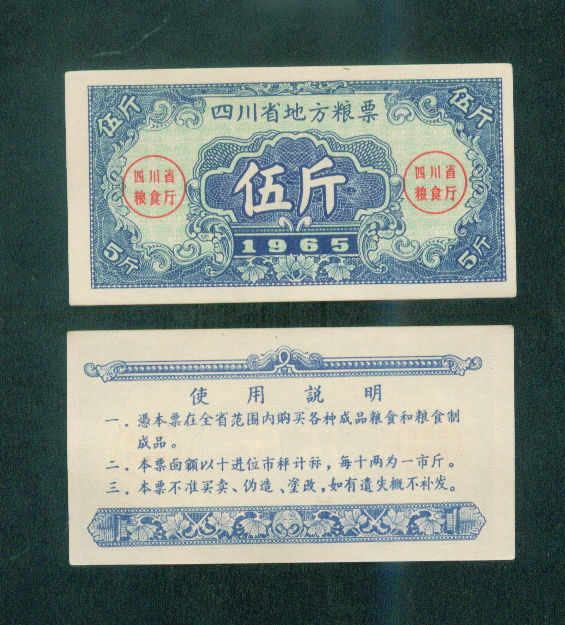 伍斤
伍斤
四川省地方粮票
四川省
粮食厅
伍斤
四川省
粮食厅
1965
5斤
5斤
使用説明
一．憑本票在全省范围内购买各种成品粮食和粮食制
成品。
二．本票面額以十进位市秤计称，每十两为一市斤。
三．本票不准买卖、伪造、塗改，如有遺失概不补发。